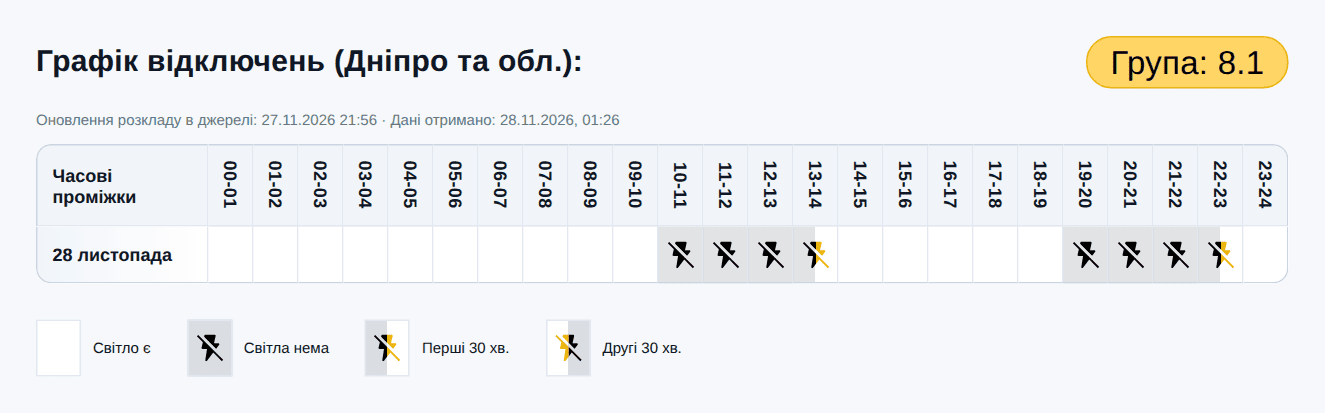 Графік відключень (Дніпро та обл.):
Група: 8.1
Оновлення розкладу в джерелі: 27.11.2026 21:56 · Дані отримано: 28.11.2026, 01:26
Часові
проміжки
00-01
01-02
02-03
03-04
04-05
05-06
06-07
07-08
08-09
09-10
10-11
11-12
12-13
13-14
14-15
15-16
16-17
17-18
18-19
19-20
20-21
21-22
22-23
23-24
28 листопада
Світло є
Світла нема
Перші 30 хв.
Другі 30 хв.